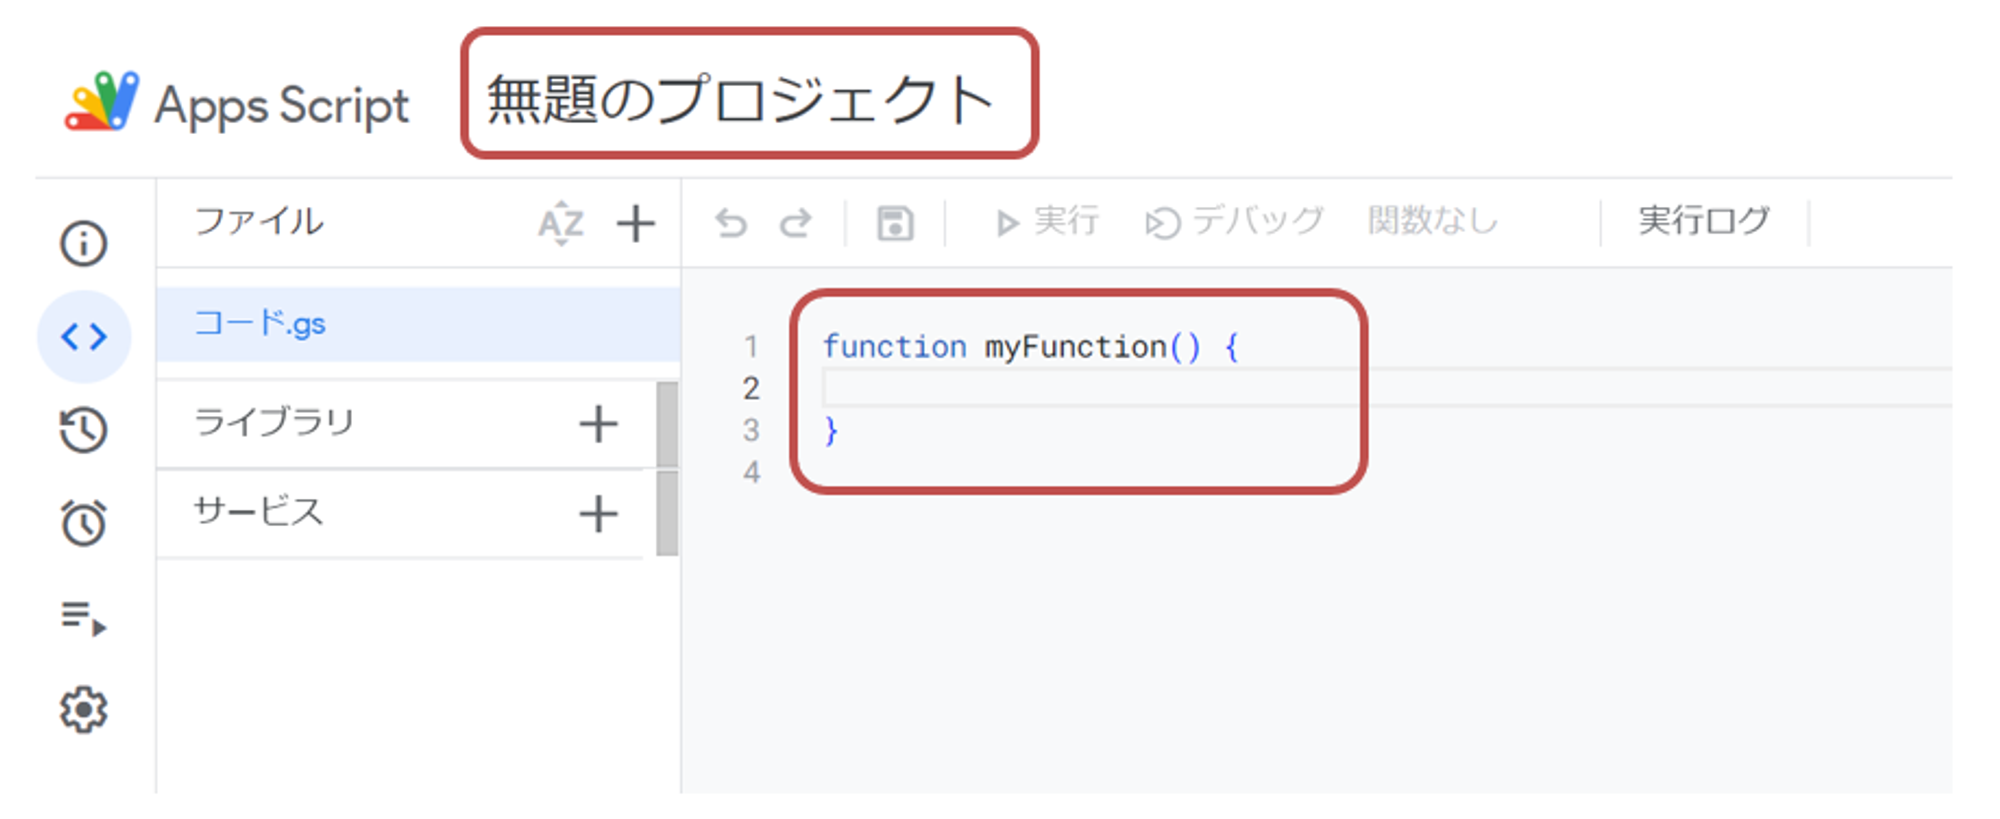 Apps Script 無題のプロジェクト
ファイル AZ 実行 デバッグ 関数なし 実行ログ
コード.gs
ライブラリ
サービス
1 function myFunction() {
2
3 }
4